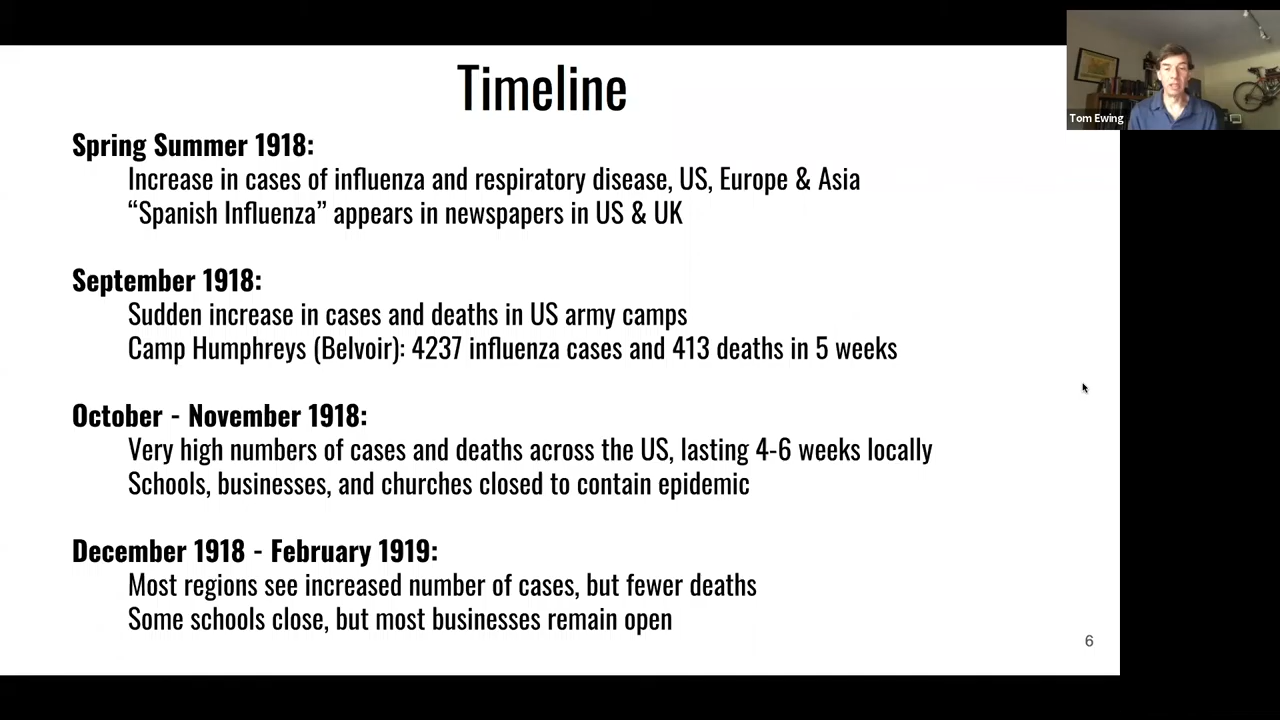 Timeline
Tom Ewing
Spring Summer 1918:
Increase in cases of influenza and respiratory disease, US, Europe & Asia
“Spanish Influenza” appears in newspapers in US & UK
September 1918:
Sudden increase in cases and deaths in US army camps
Camp Humphreys (Belvoir): 4237 influenza cases and 413 deaths in 5 weeks
October - November 1918:
Very high numbers of cases and deaths across the US, lasting 4-6 weeks locally
Schools, businesses, and churches closed to contain epidemic
December 1918 - February 1919:
Most regions see increased number of cases, but fewer deaths
Some schools close, but most businesses remain open
6